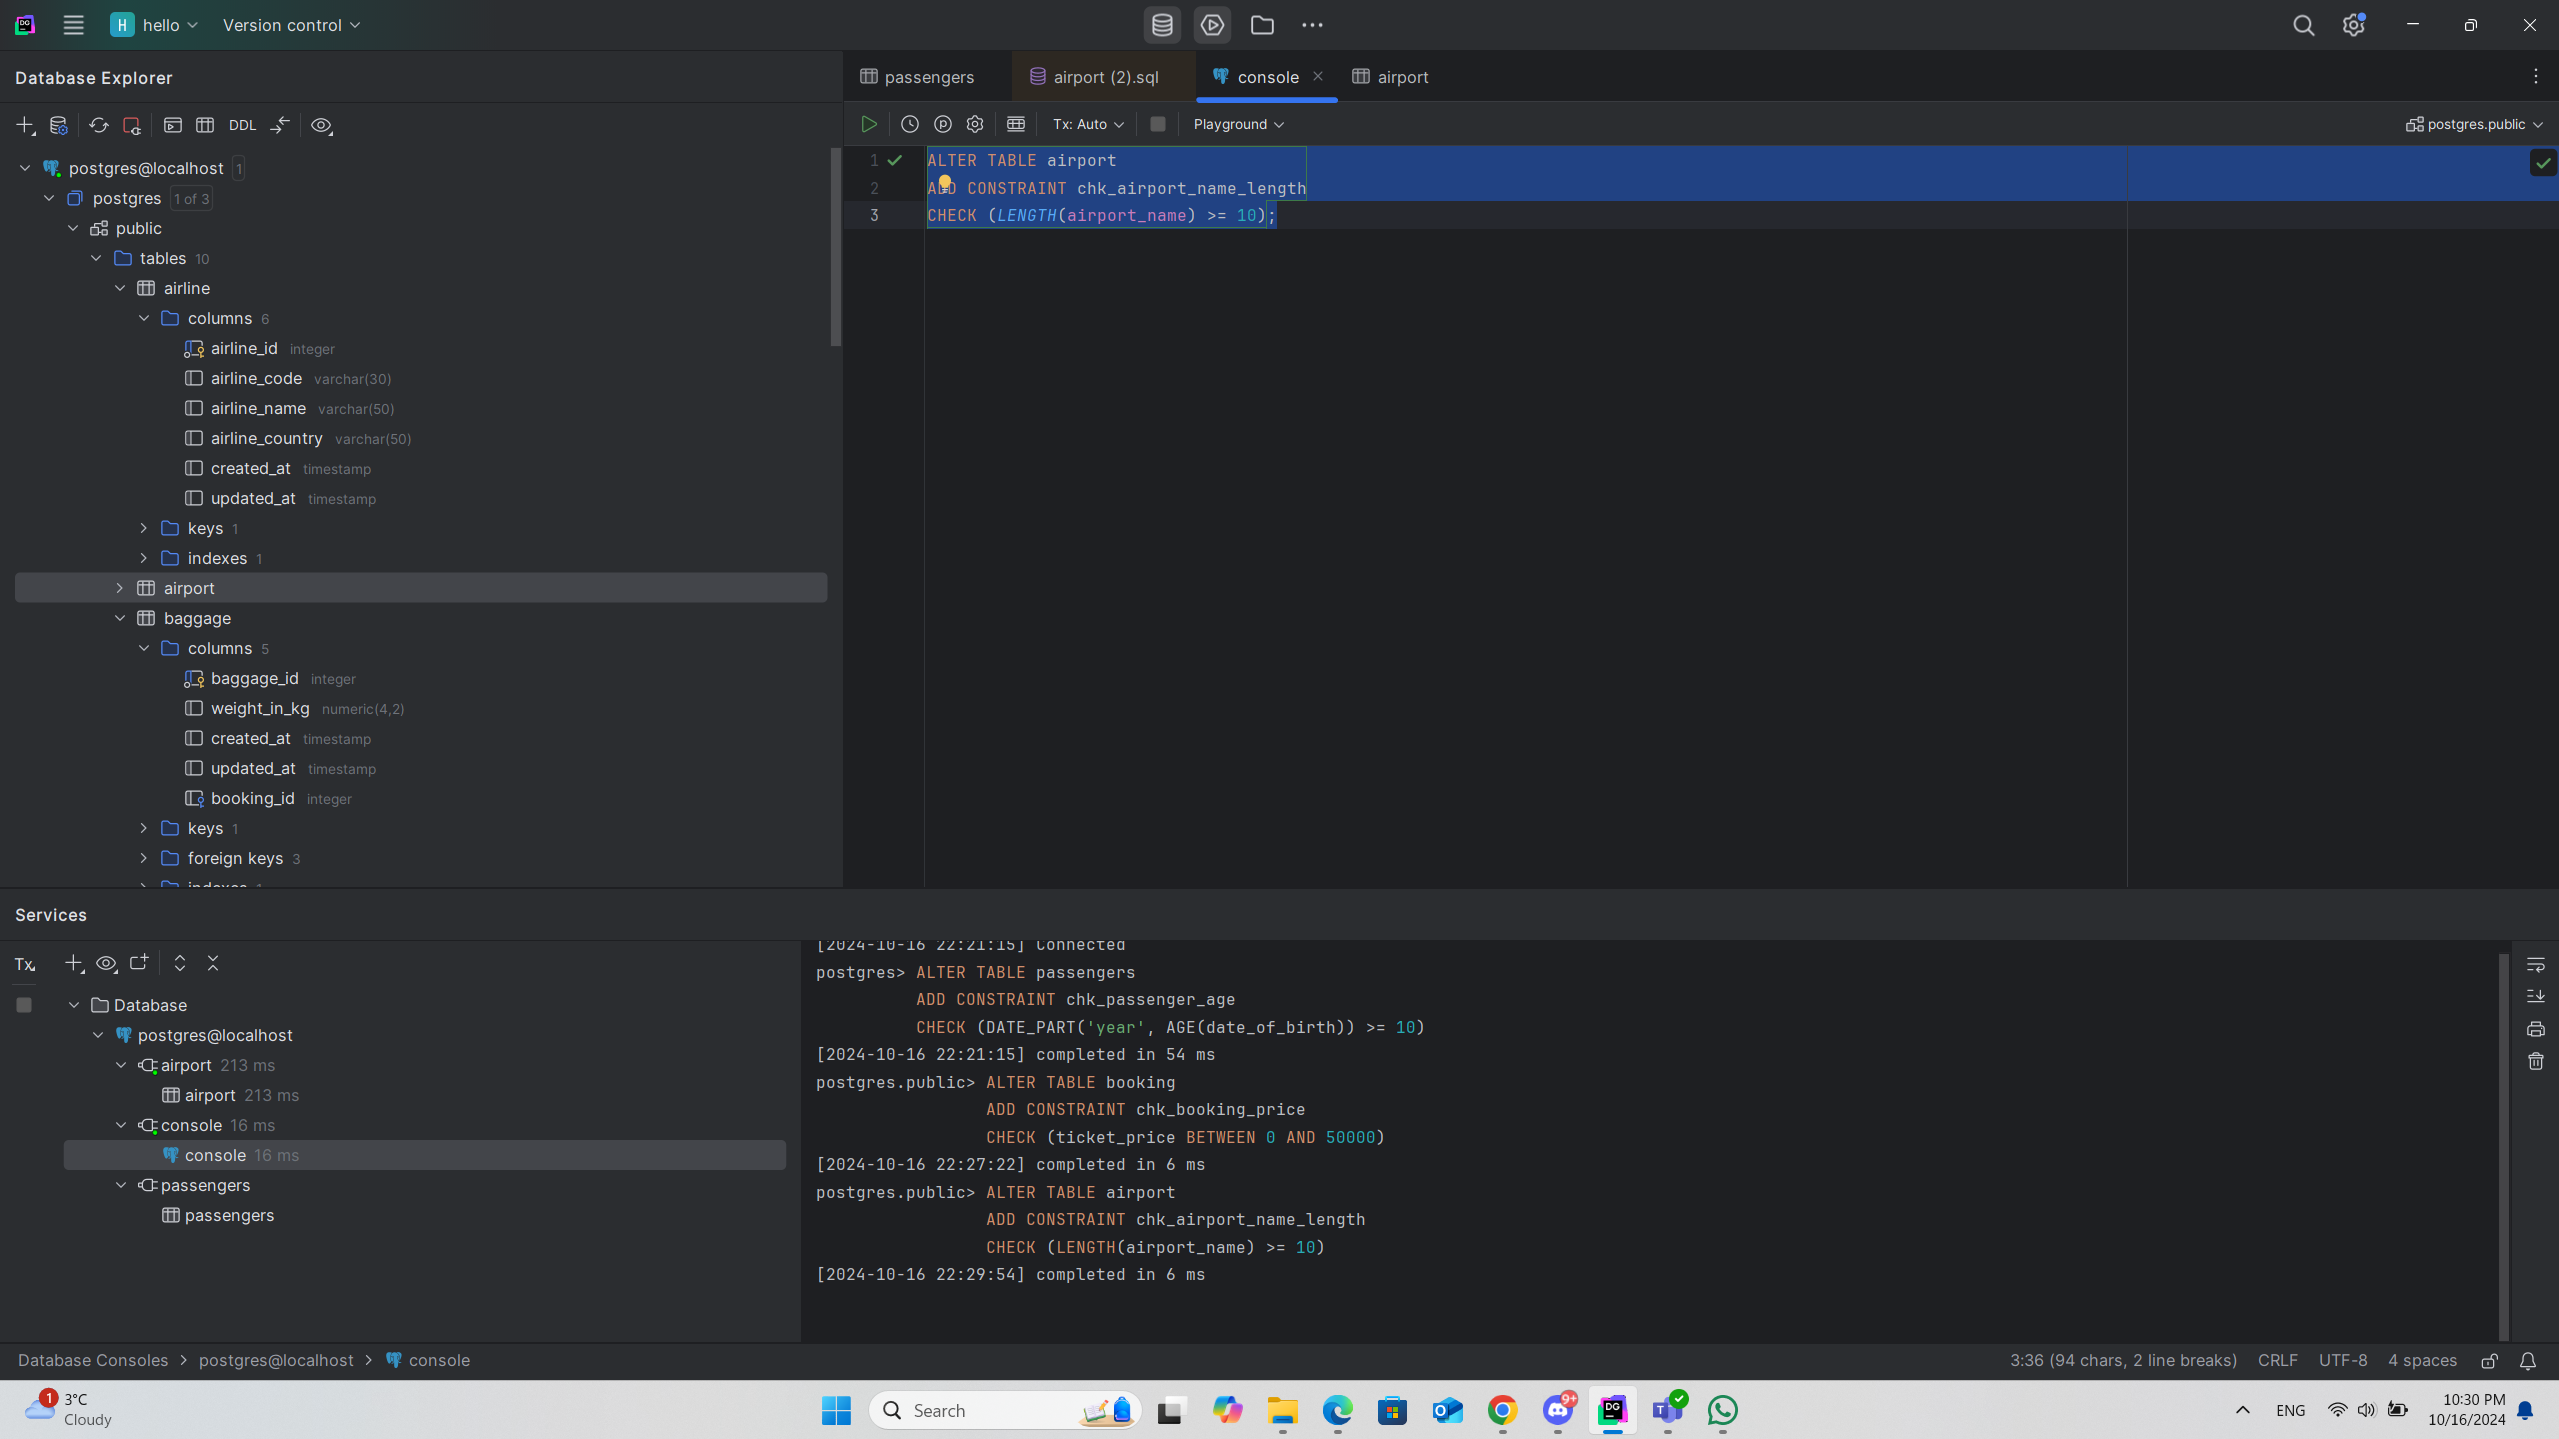 H hello Version control
Database Explorer
passengers airport (2).sql console airport
DDL
Tx: Auto Playground postgres.public
postgres@localhost 1
postgres 1 of 3
public
tables 10
airline
columns 6
airline_id integer
airline_code varchar(30)
airline_name varchar(50)
airline_country varchar(50)
created_at timestamp
updated_at timestamp
keys 1
indexes 1
airport
baggage
columns 5
baggage_id integer
weight_in_kg numeric(4,2)
created_at timestamp
updated_at timestamp
booking_id integer
keys 1
foreign keys 3
indexes 1
1 ALTER TABLE airport
2 ADD CONSTRAINT chk_airport_name_length
3 CHECK (LENGTH(airport_name) >= 10);
Services
Tx
Database
postgres@localhost
airport 213 ms
airport 213 ms
console 16 ms
console 16 ms
passengers
passengers
[2024-10-16 22:21:15] Connected
postgres> ALTER TABLE passengers
ADD CONSTRAINT chk_passenger_age
CHECK (DATE_PART('year', AGE(date_of_birth)) >= 10)
[2024-10-16 22:21:15] completed in 54 ms
postgres.public> ALTER TABLE booking
ADD CONSTRAINT chk_booking_price
CHECK (ticket_price BETWEEN 0 AND 50000)
[2024-10-16 22:27:22] completed in 6 ms
postgres.public> ALTER TABLE airport
ADD CONSTRAINT chk_airport_name_length
CHECK (LENGTH(airport_name) >= 10)
[2024-10-16 22:29:54] completed in 6 ms
Database Consoles > postgres@localhost > console
3:36 (94 chars, 2 line breaks) CRLF UTF-8 4 spaces
1 3°C
Cloudy
Search
9+
DG
ENG
10:30 PM
10/16/2024